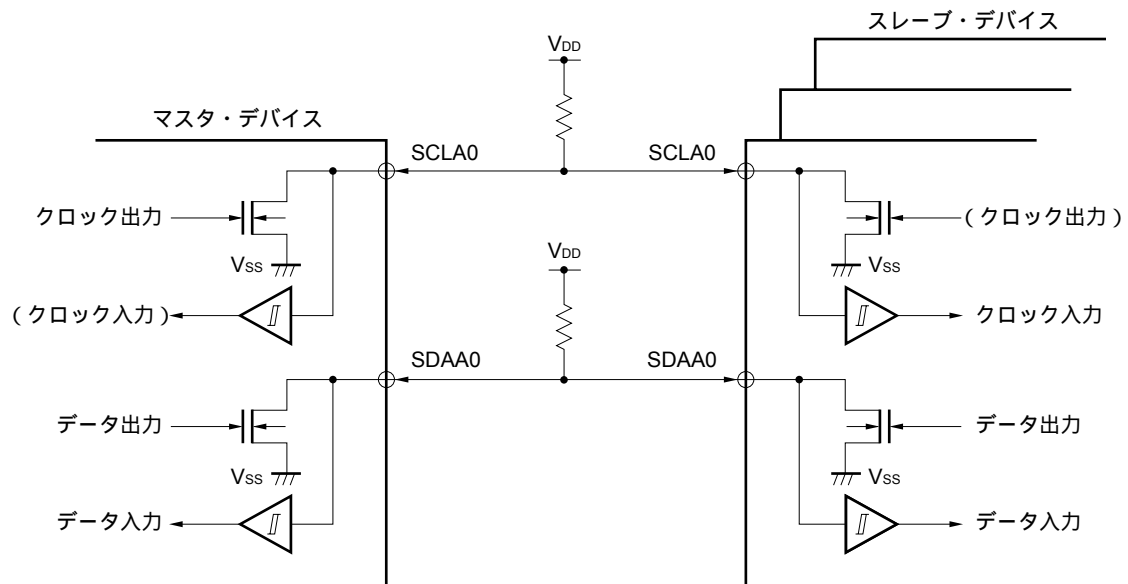 スレーブ・デバイス
VDD
マスタ・デバイス
SCLA0 SCLA0
クロック出力 (クロック出力)
VSS VDD VSS
(クロック入力) クロック入力
SDAA0 SDAA0
データ出力 データ出力
VSS VSS
データ入力 データ入力